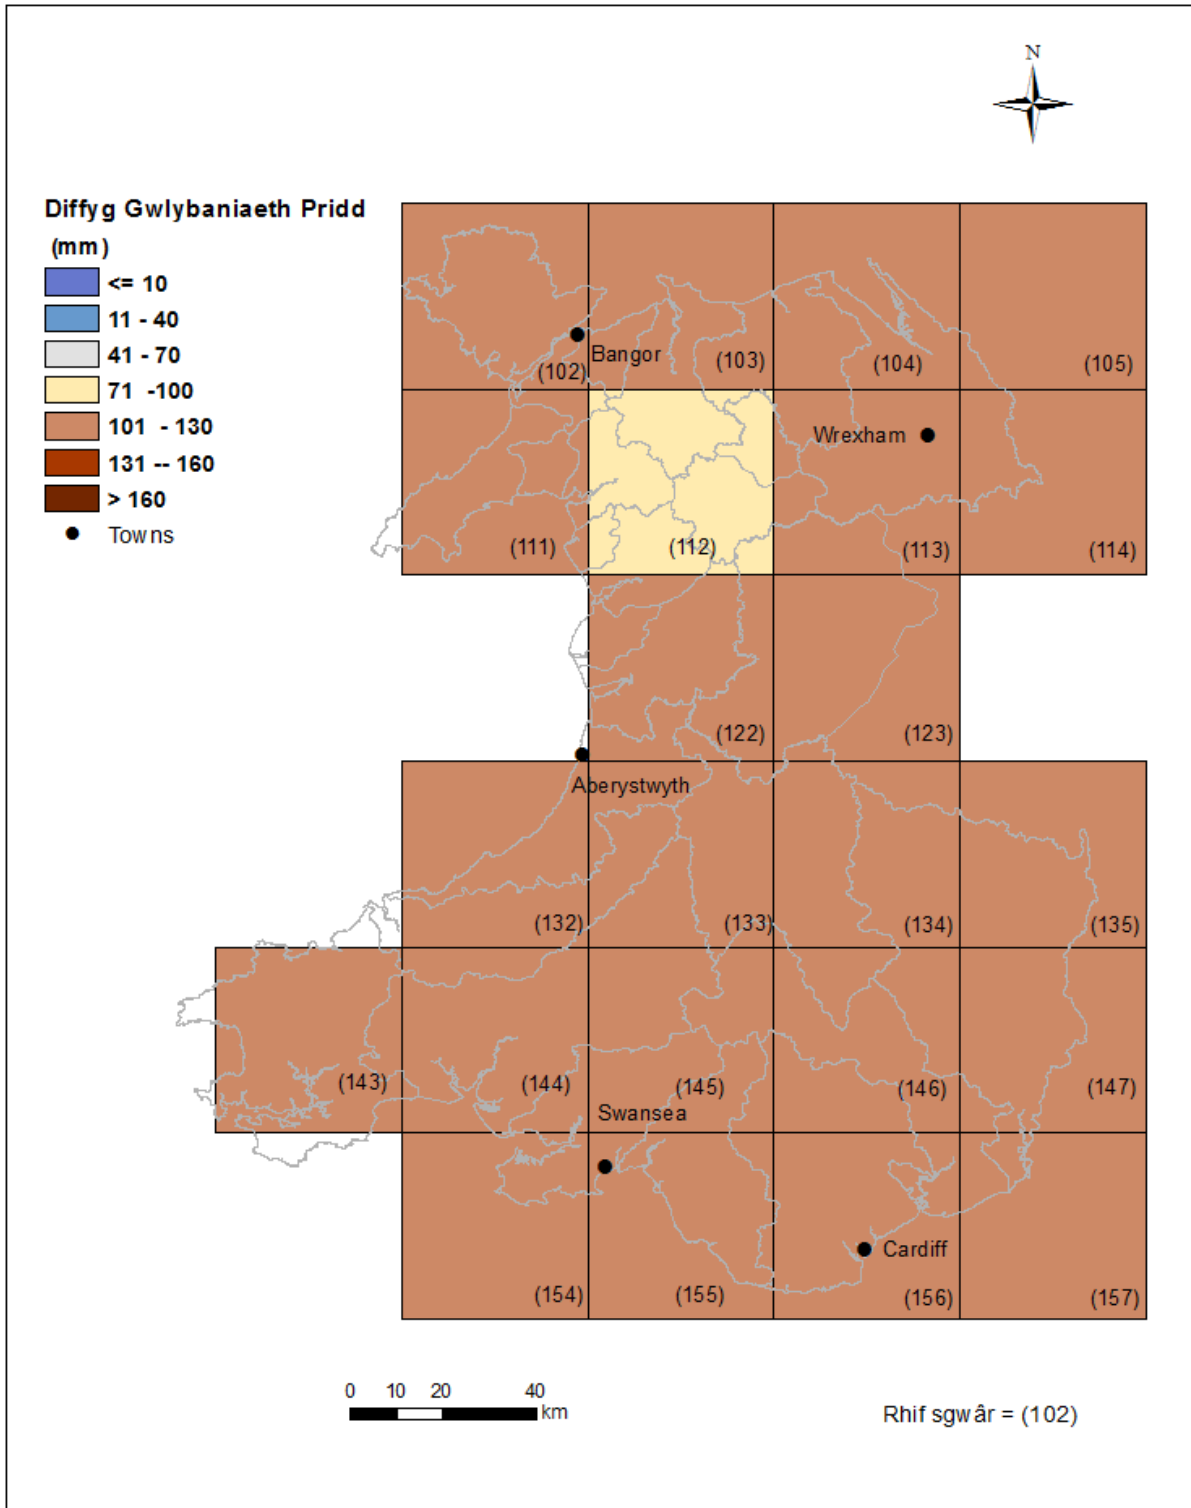 N
Diffyg Gwlybaniaeth Pridd
(mm)
<= 10
11 - 40
41 - 70
71 -100
101 - 130
131 -- 160
> 160
Towns
Bangor
(102)
(103)
(104)
(105)
Wrexham
(111)
(112)
(113)
(114)
(122)
(123)
Aberystwyth
(132)
(133)
(134)
(135)
(143)
(144)
(145)
(146)
(147)
Swansea
Cardiff
(154)
(155)
(156)
(157)
0 10 20 40
km
Rhif sgwâr = (102)